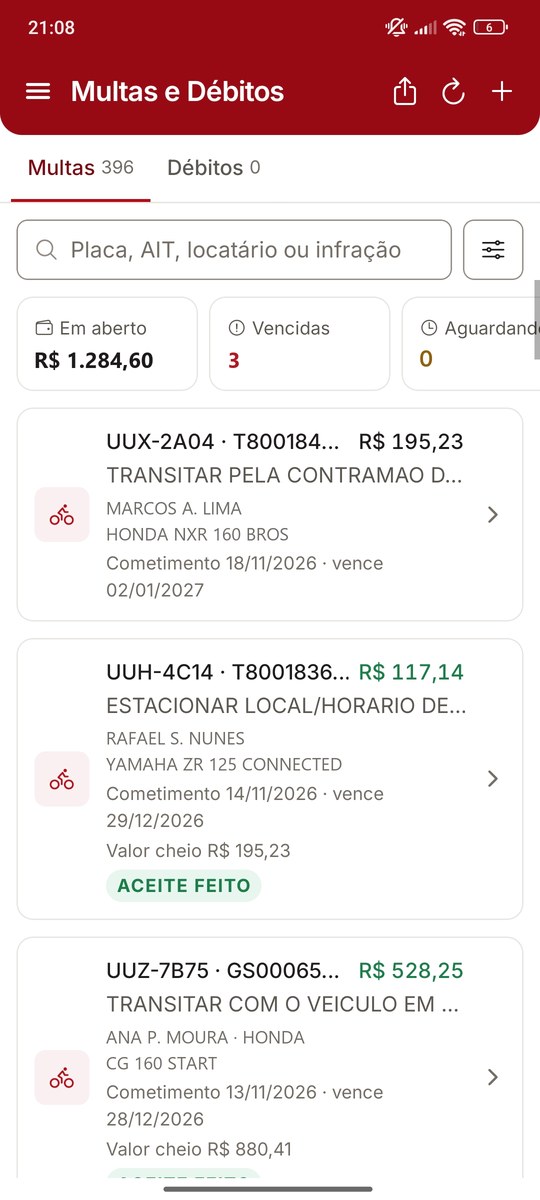 21:08
6
Multas e Débitos
Multas 396 Débitos 0
Placa, AIT, locatário ou infração
Em aberto
R$ 1.284,60
Vencidas
3
Aguardando
0
UUX-2A04 · T800184... R$ 195,23
TRANSITAR PELA CONTRAMAO D...
MARCOS A. LIMA
HONDA NXR 160 BROS
Cometimento 18/11/2026 · vence
02/01/2027
UUH-4C14 · T8001836... R$ 117,14
ESTACIONAR LOCAL/HORARIO DE...
RAFAEL S. NUNES
YAMAHA ZR 125 CONNECTED
Cometimento 14/11/2026 · vence
29/12/2026
Valor cheio R$ 195,23
ACEITE FEITO
UUZ-7B75 · GS00065... R$ 528,25
TRANSITAR COM O VEICULO EM ...
ANA P. MOURA · HONDA
CG 160 START
Cometimento 13/11/2026 · vence
28/12/2026
Valor cheio R$ 880,41